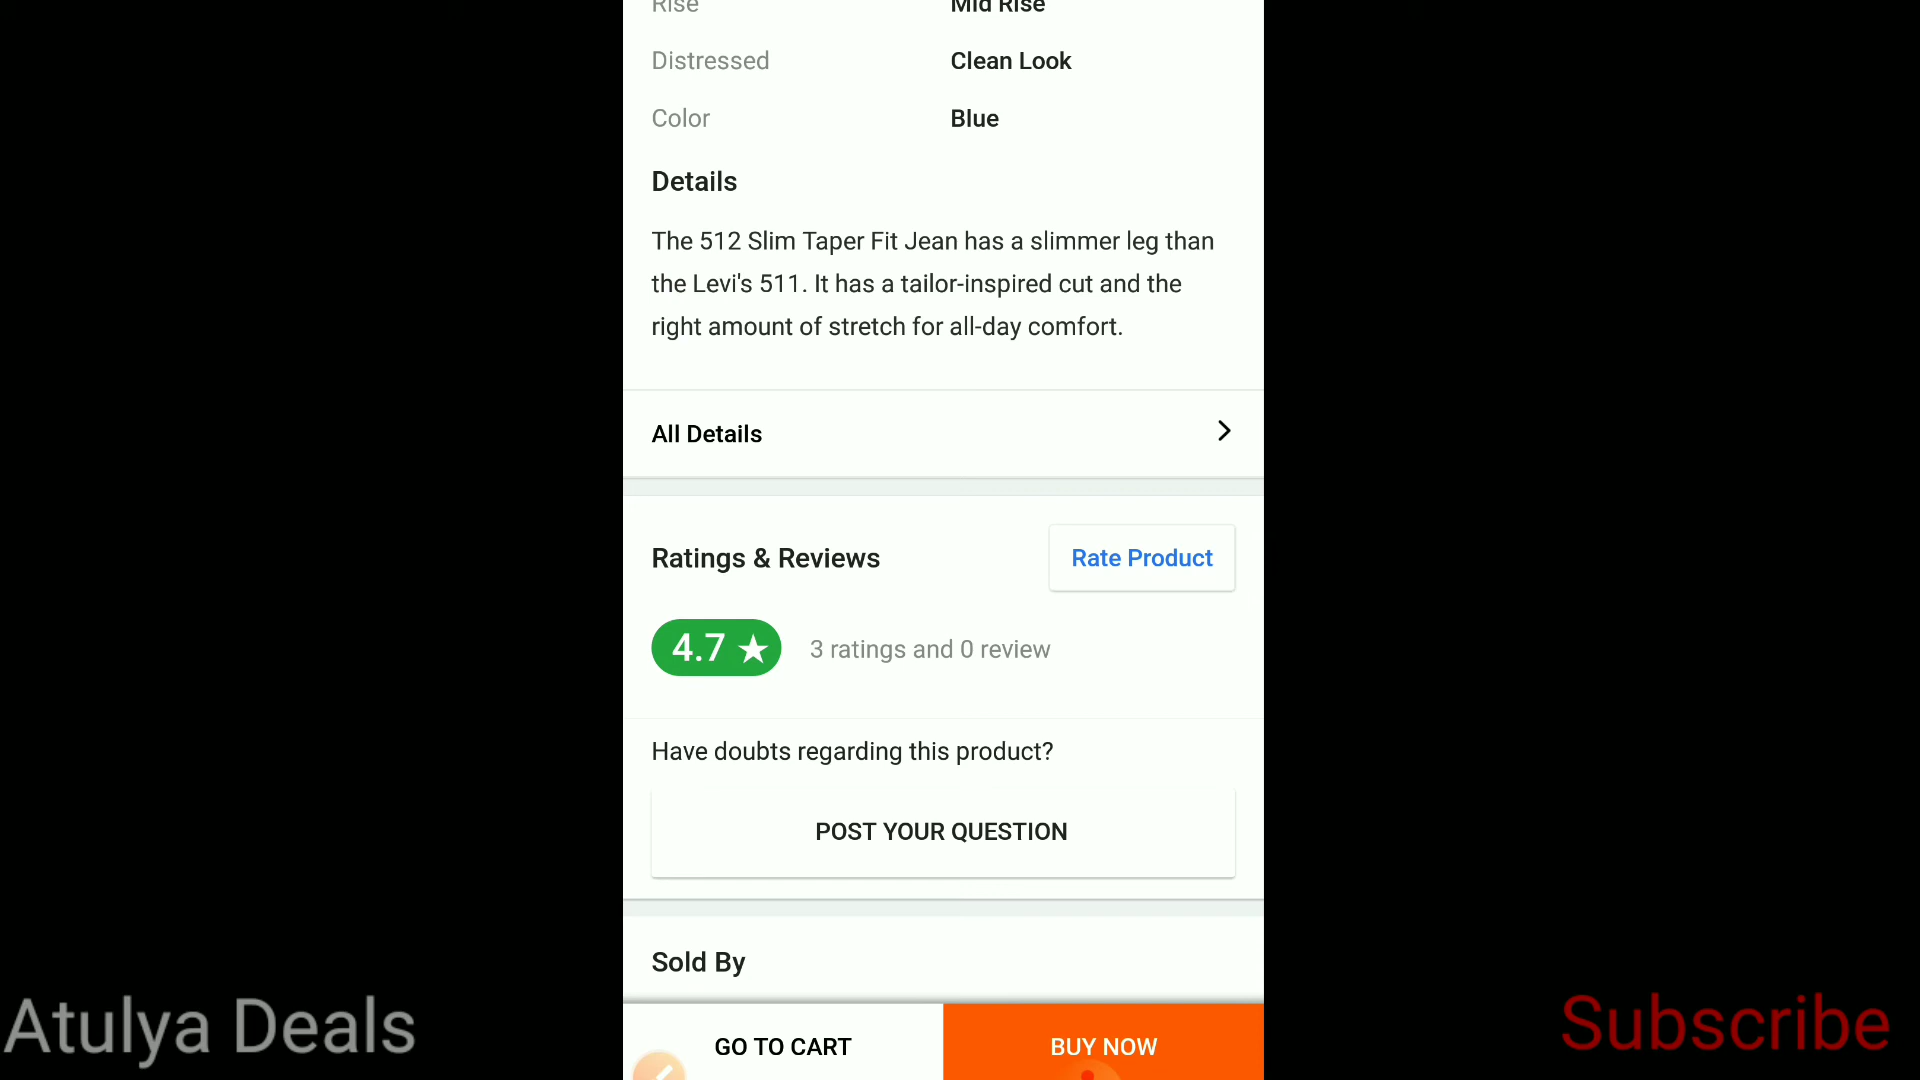 Rise Mid Rise
Distressed Clean Look
Color Blue
Details
The 512 Slim Taper Fit Jean has a slimmer leg than
the Levi's 511. It has a tailor-inspired cut and the
right amount of stretch for all-day comfort.
All Details
Ratings & Reviews Rate Product
4.7 3 ratings and 0 review
Have doubts regarding this product?
POST YOUR QUESTION
Sold By
GO TO CART BUY NOW
Atulya Deals Subscribe